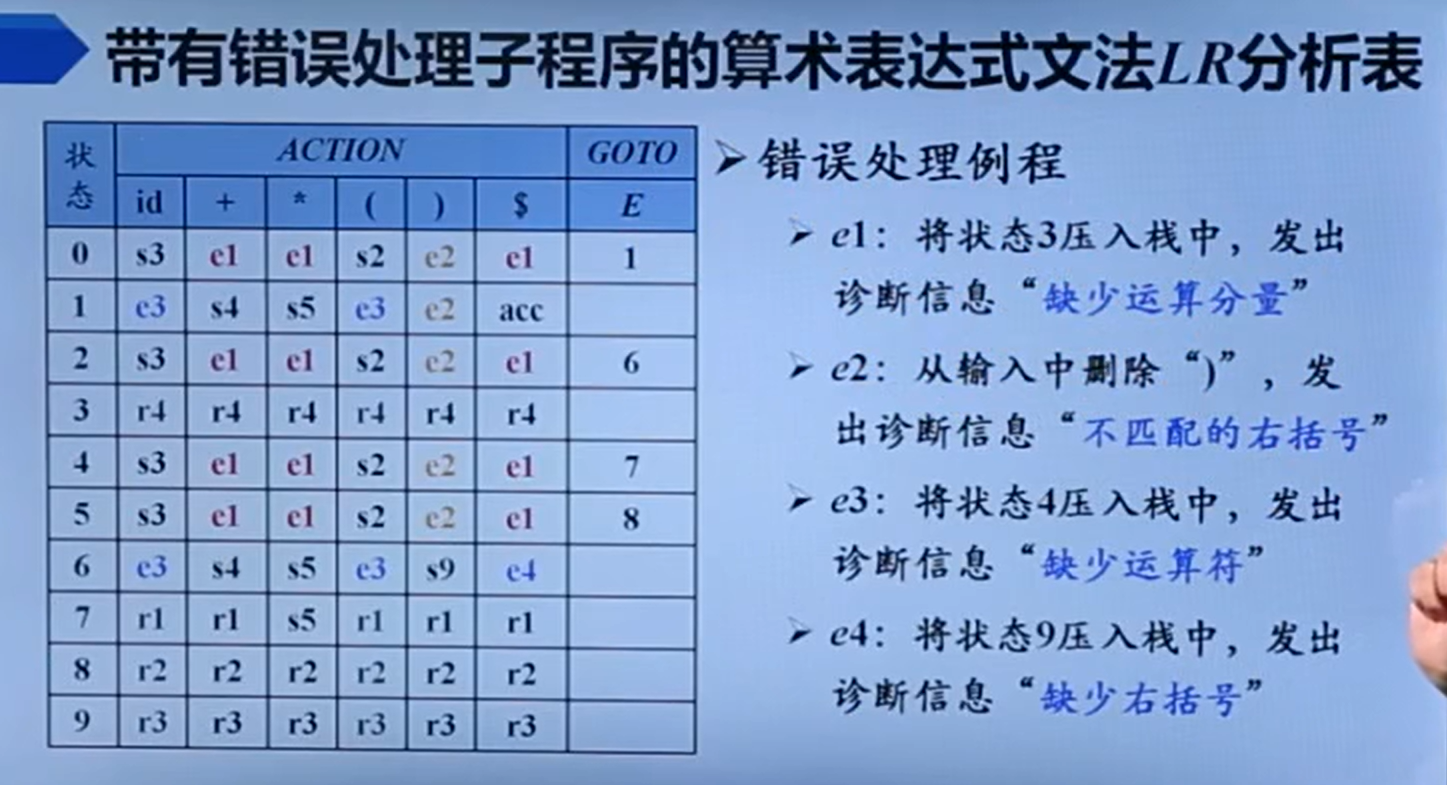 带有错误处理子程序的算术表达式文法LR分析表
状态 ACTION GOTO
id + * ( ) $ E
0 s3 e1 e1 s2 e2 e1 1
1 e3 s4 s5 e3 e2 acc
2 s3 e1 e1 s2 e2 e1 6
3 r4 r4 r4 r4 r4 r4
4 s3 e1 e1 s2 e2 e1 7
5 s3 e1 e1 s2 e2 e1 8
6 e3 s4 s5 e3 s9 e4
7 r1 r1 s5 r1 r1 r1
8 r2 r2 r2 r2 r2 r2
9 r3 r3 r3 r3 r3 r3
➢错误处理例程
➢ e1：将状态3压入栈中，发出
诊断信息“缺少运算分量”
➢ e2：从输入中删除“)”，发
出诊断信息“不匹配的右括号”
➢ e3：将状态4压入栈中，发出
诊断信息“缺少运算符”
➢ e4：将状态9压入栈中，发出
诊断信息“缺少右括号”